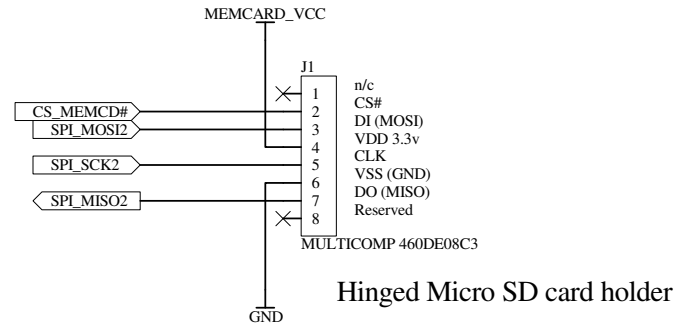 MEMCARD_VCC
J1
1 n/c
CS_MEMCD# 2 CS#
SPI_MOSI2 3 DI (MOSI)
4 VDD 3.3v
SPI_SCK2 5 CLK
6 VSS (GND)
SPI_MISO2 7 DO (MISO)
8 Reserved
MULTICOMP 460DE08C3
Hinged Micro SD card holder
GND